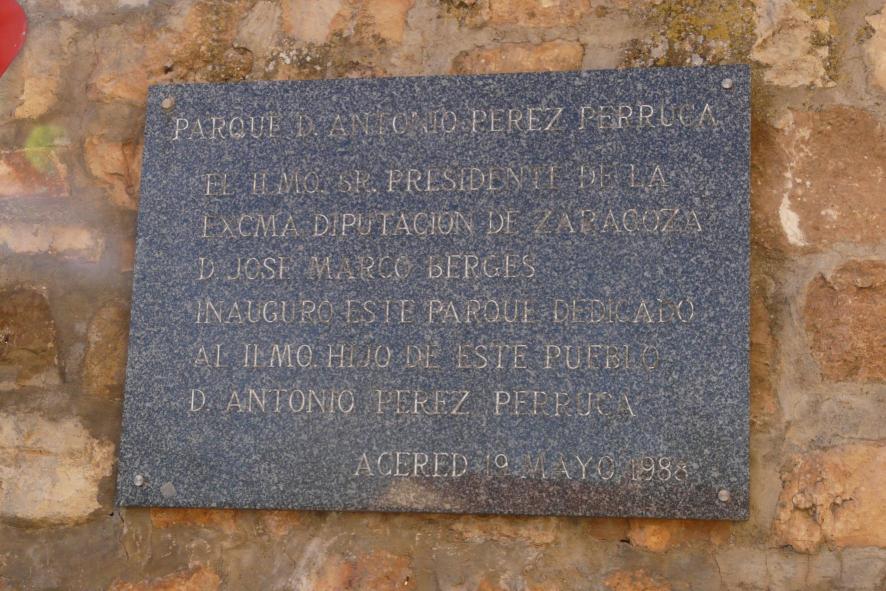 PARQUE D. ANTONIO PEREZ PERRUCA
EL ILMO. SR. PRESIDENTE DE LA
EXCMA DIPUTACION DE ZARAGOZA
D JOSE MARCO BERGES
INAUGURO ESTE PARQUE DEDICADO
AL ILMO. HIJO DE ESTE PUEBLO
D. ANTONIO PEREZ PERRUCA
ACERED 19 MAYO 1988